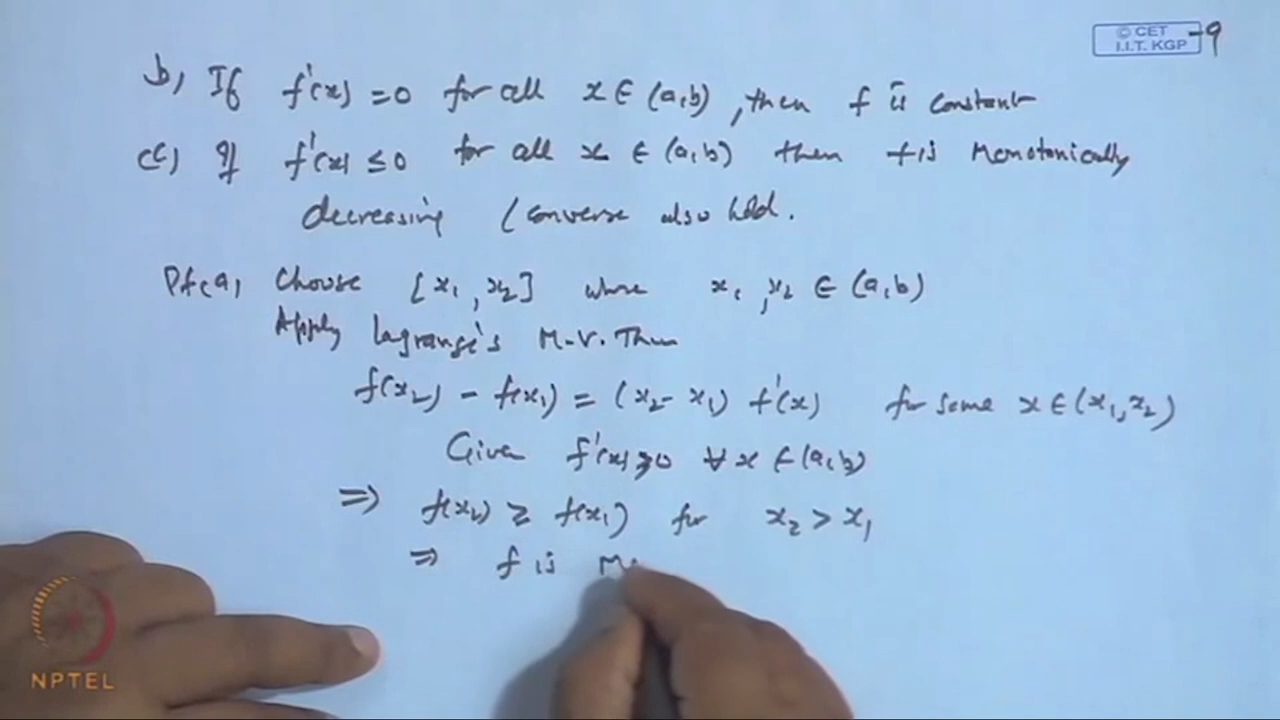 © CET
I.I.T. KGP
-9
b) If f'(x) = 0 for all x ∈ (a,b), then f is constant
(c) If f'(x) ≤ 0 for all x ∈ (a,b) then f is Monotonically
decreasing (converse also hold.
Pf (a) Choose [x₁, x₂] where x₁, x₂ ∈ (a,b)
Apply Lagrange's M.V. Thm
f(x₂) - f(x₁) = (x₂ - x₁) f'(x) for some x ∈ (x₁, x₂)
Given f'(x) ≥ 0 ∀ x ∈ (a,b)
⇒ f(x₂) ≥ f(x₁) for x₂ > x₁
⇒ f is M
NPTEL